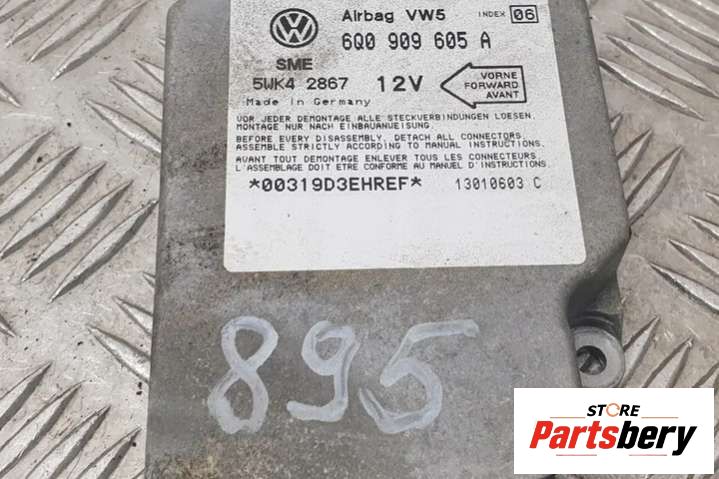 Airbag VW5 INDEX 06
6Q0 909 605 A
SME
5WK4 2867 12V
VORNE
FORWARD
AVANT
Made in Germany
VOR JEDER DEMONTAGE ALLE STECKVERBINDUNGEN LOESEN.
MONTAGE NUR NACH EINBAUANWEISUNG.
BEFORE EVERY DISASSEMBLY, DETACH ALL CONNECTORS.
ASSEMBLE STRICTLY ACCORDING TO MANUAL INSTRUCTIONS.
AVANT TOUT DEMONTAGE ENLEVER TOUS LES CONNECTEURS.
L'ASSEMBLAGE DOIT ETRE CONFORME AU MANUEL D'INSTRUCTIONS
*00319D3EHREF* 13010603 C
895
STORE
Partsbery